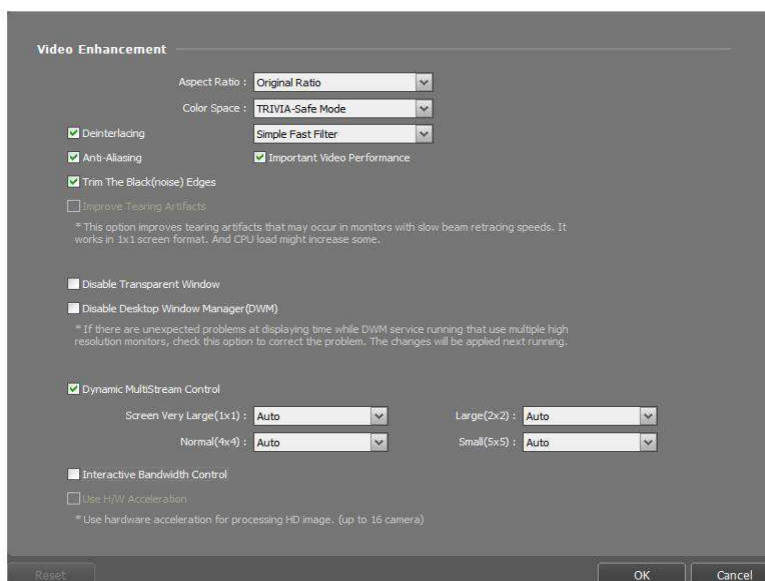 Video Enhancement
Aspect Ratio : Original Ratio
Color Space : TRIVIA-Safe Mode
Deinterlacing Simple Fast Filter
Anti-Aliasing Important Video Performance
Trim The Black(noise) Edges
Improve Tearing Artifacts
* This option improves tearing artifacts that may occur in monitors with slow beam retracing speeds. It
works in 1x1 screen format. And CPU load might increase some.
Disable Transparent Window
Disable Desktop Window Manager(DWM)
* If there are unexpected problems at displaying time while DWM service running that use multiple high
resolution monitors, check this option to correct the problem. The changes will be applied next running.
Dynamic MultiStream Control
Screen Very Large(1x1) : Auto Large(2x2) : Auto
Normal(4x4) : Auto Small(5x5) : Auto
Interactive Bandwidth Control
Use H/W Acceleration
* Use hardware acceleration for processing HD image. (up to 16 camera)
Reset OK Cancel